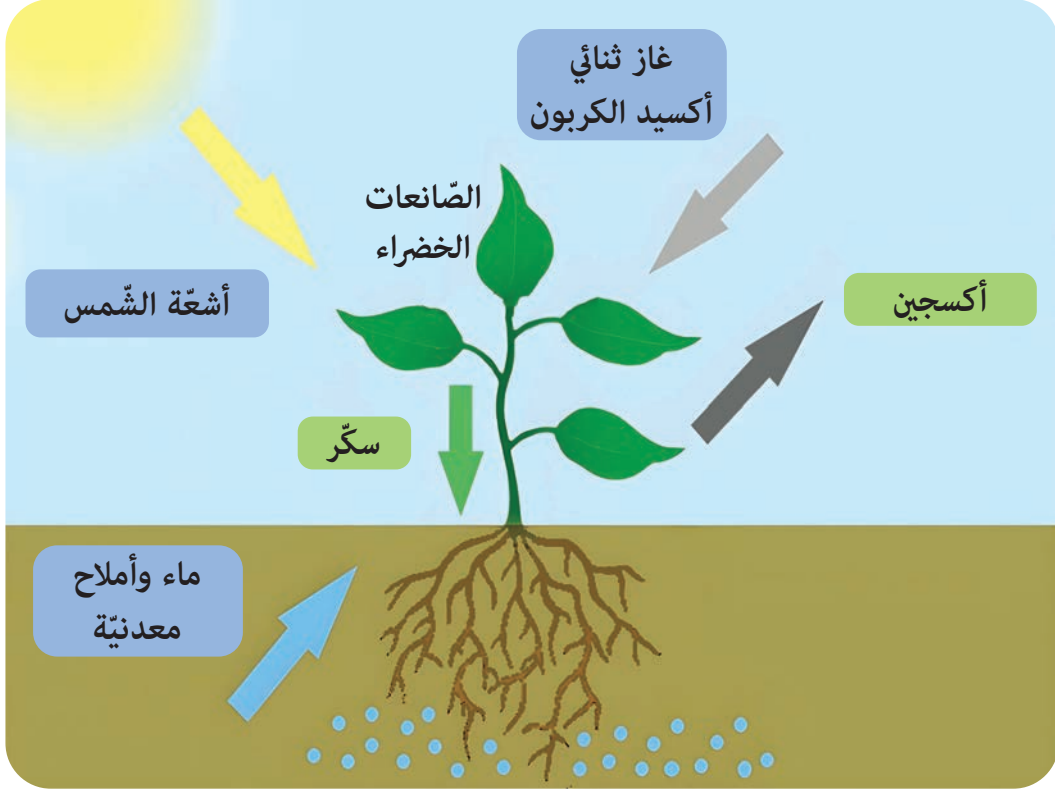 غاز ثنائي
أكسيد الكربون
الصّانعات
الخضراء
أشعّة الشّمس
أكسجين
سكّر
ماء وأملاح
معدنيّة